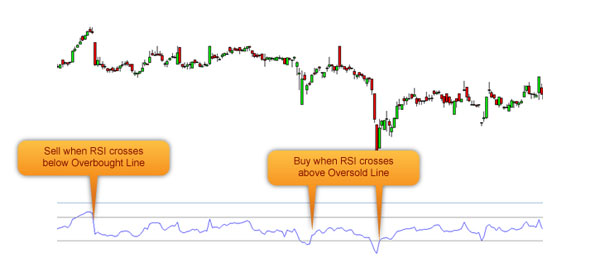 Sell when RSI crosses
below Overbought Line
Buy when RSI crosses
above Oversold Line